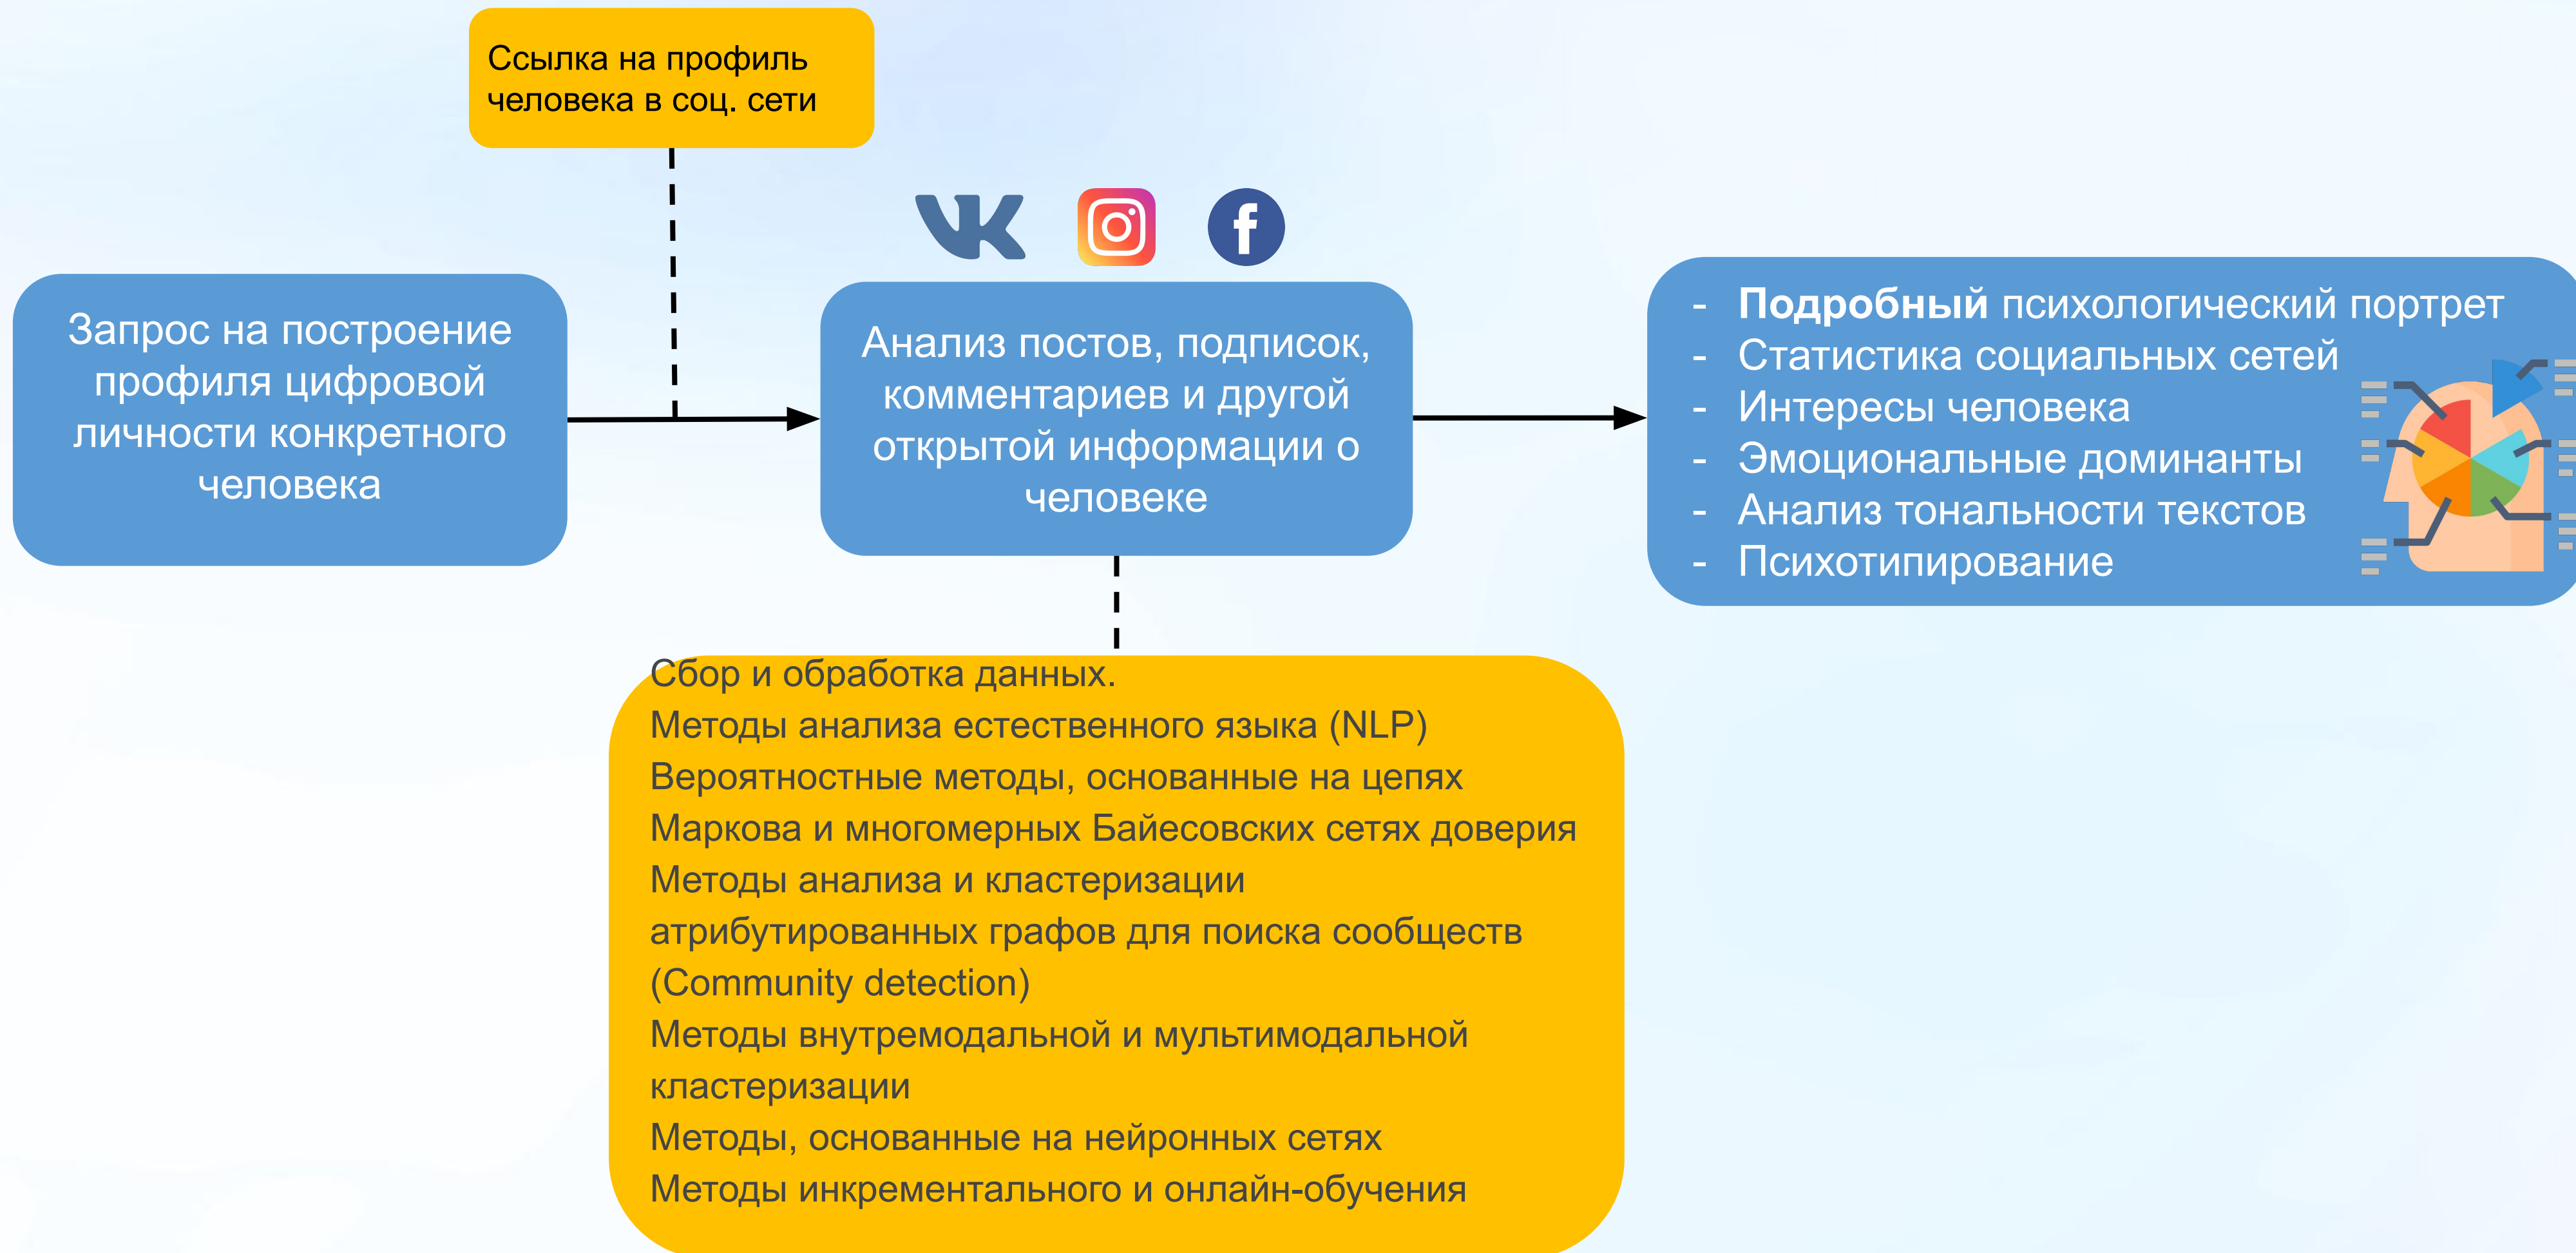 Ссылка на профиль
человека в соц. сети
Запрос на построение
профиля цифровой
личности конкретного
человека
Анализ постов, подписок,
комментариев и другой
открытой информации о
человеке
- Подробный психологический портрет
- Статистика социальных сетей
- Интересы человека
- Эмоциональные доминанты
- Анализ тональности текстов
- Психотипирование
Сбор и обработка данных.
Методы анализа естественного языка (NLP)
Вероятностные методы, основанные на цепях
Маркова и многомерных Байесовских сетях доверия
Методы анализа и кластеризации
атрибутированных графов для поиска сообществ
(Community detection)
Методы внутремодальной и мультимодальной
кластеризации
Методы, основанные на нейронных сетях
Методы инкрементального и онлайн-обучения